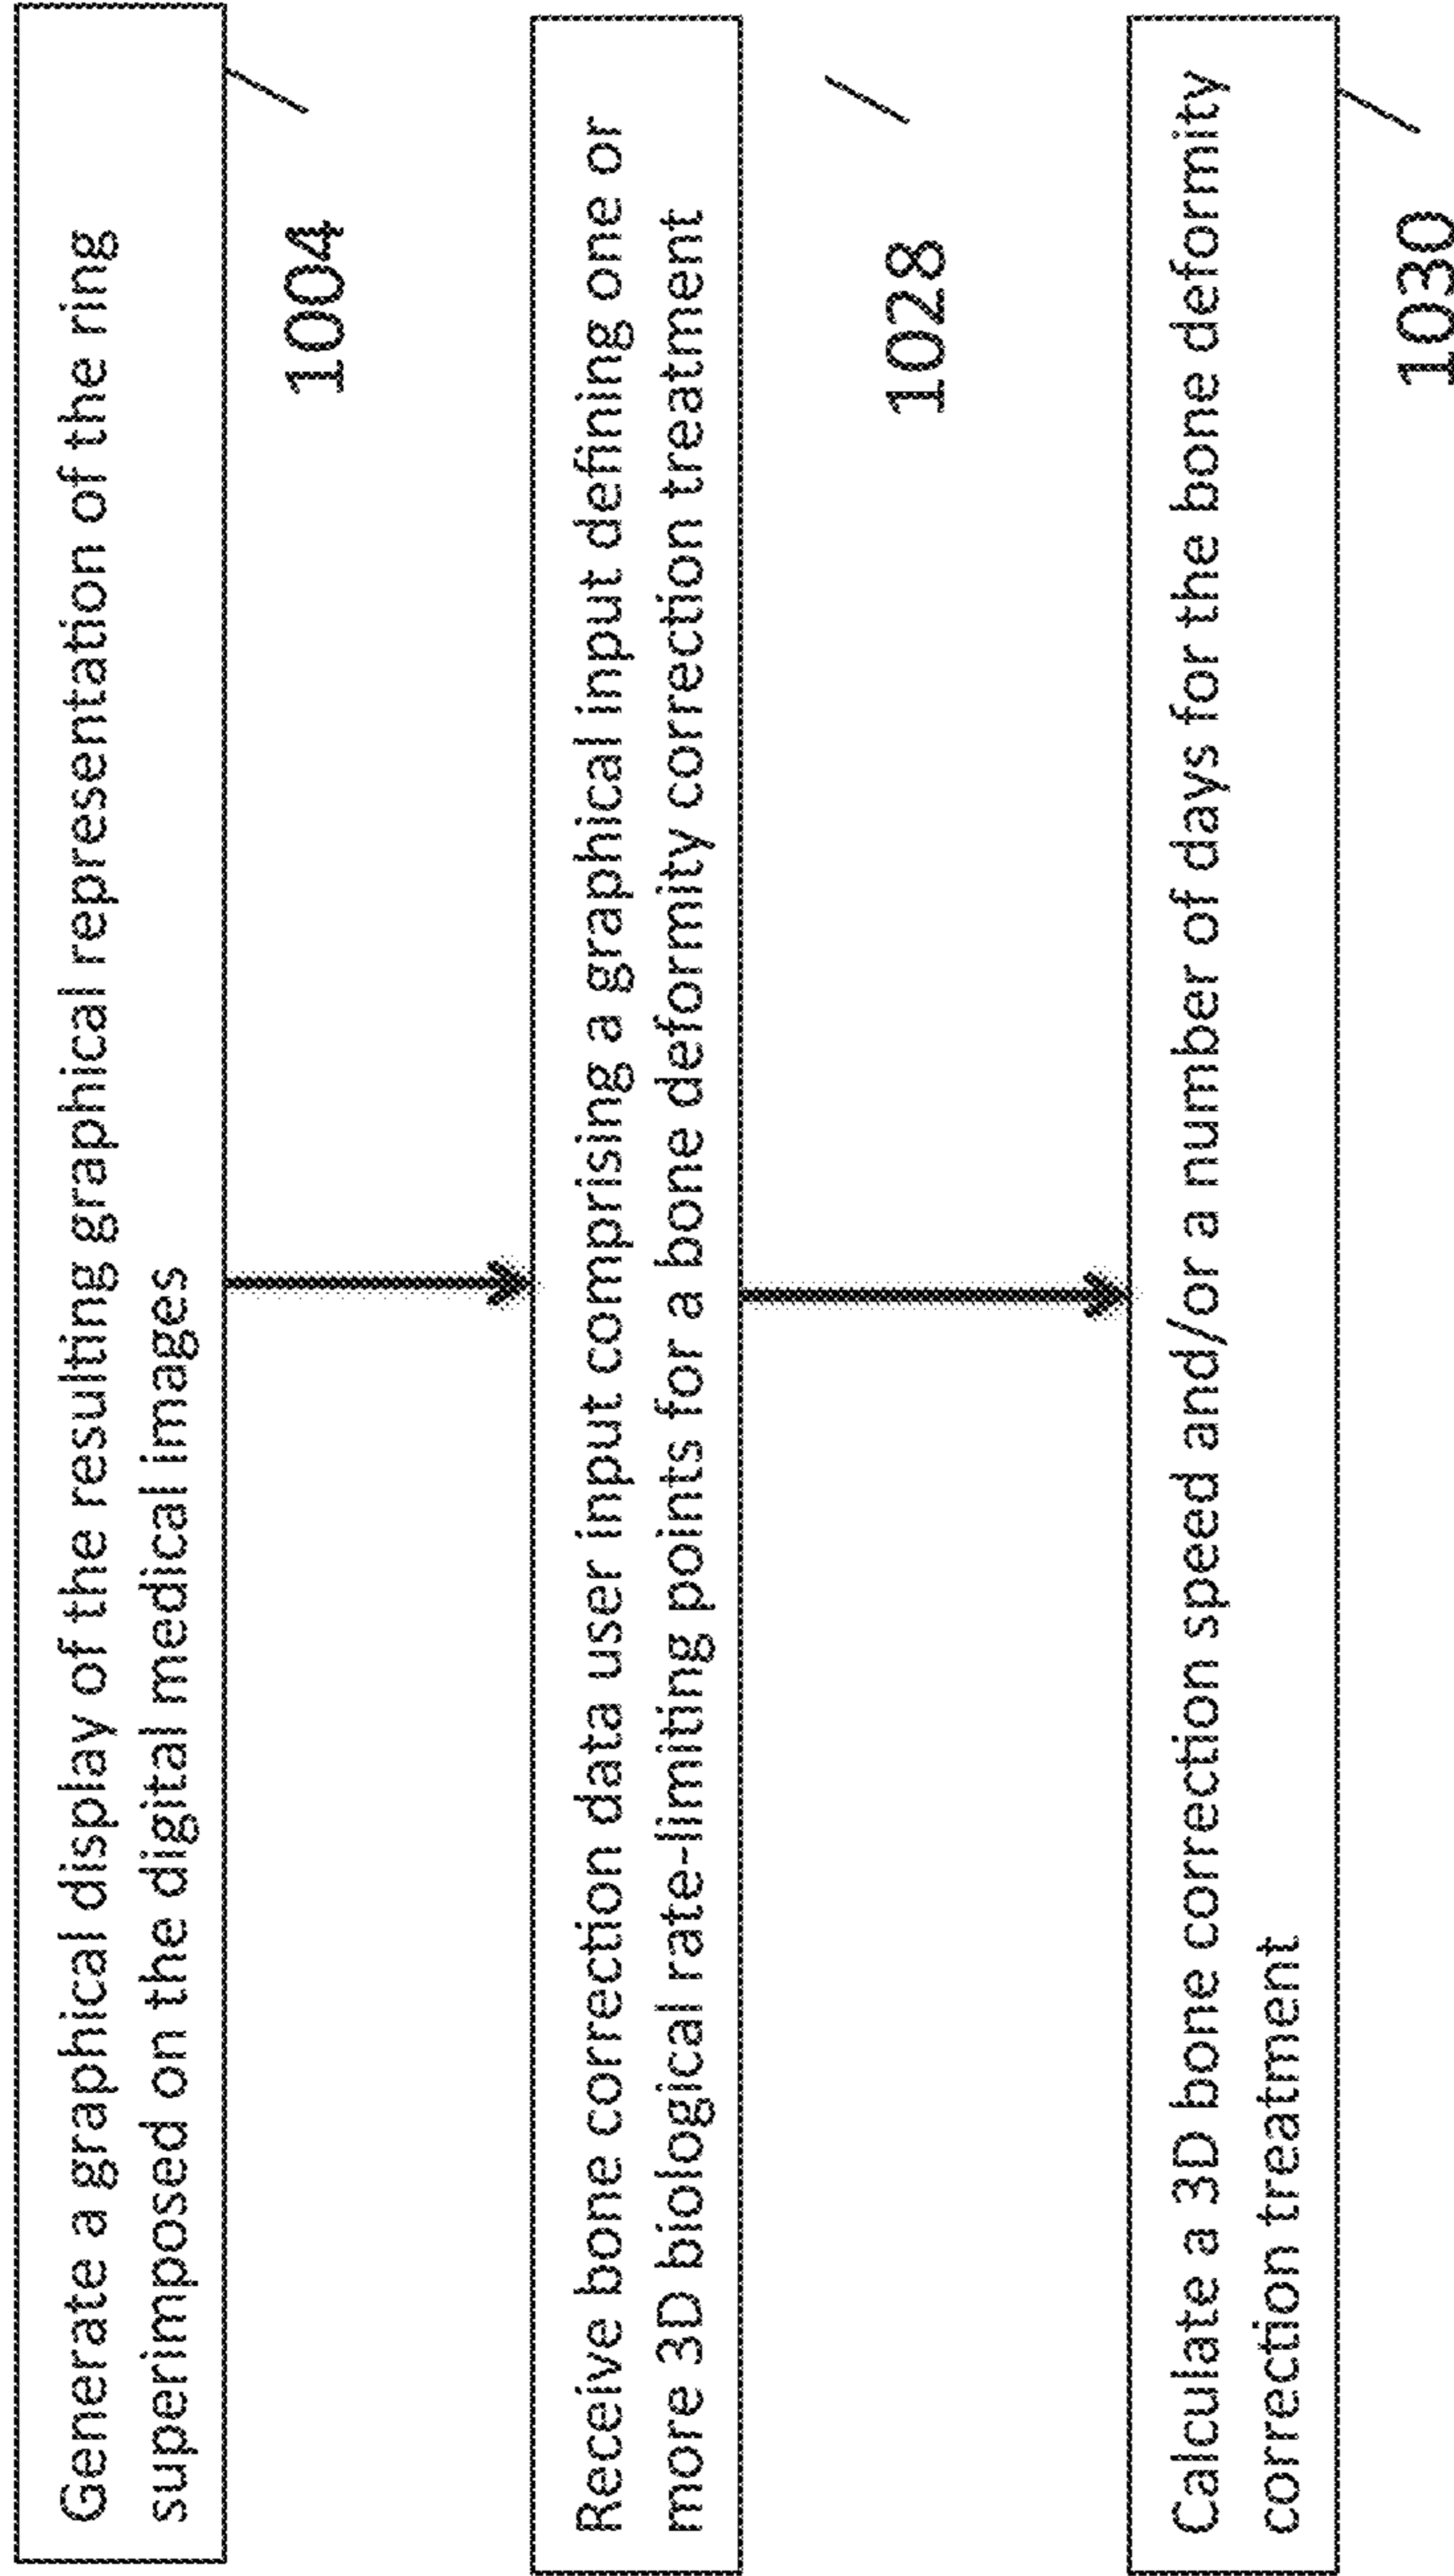 Generate a graphical display of the resulting graphical representation of the ring
superimposed on the digital medical images
1004
Receive bone correction data user input comprising a graphical input defining one or
more 3D biological rate-limiting points for a bone deformity correction treatment
1028
Calculate a 3D bone correction speed and/or a number of days for the bone deformity
correction treatment
1030